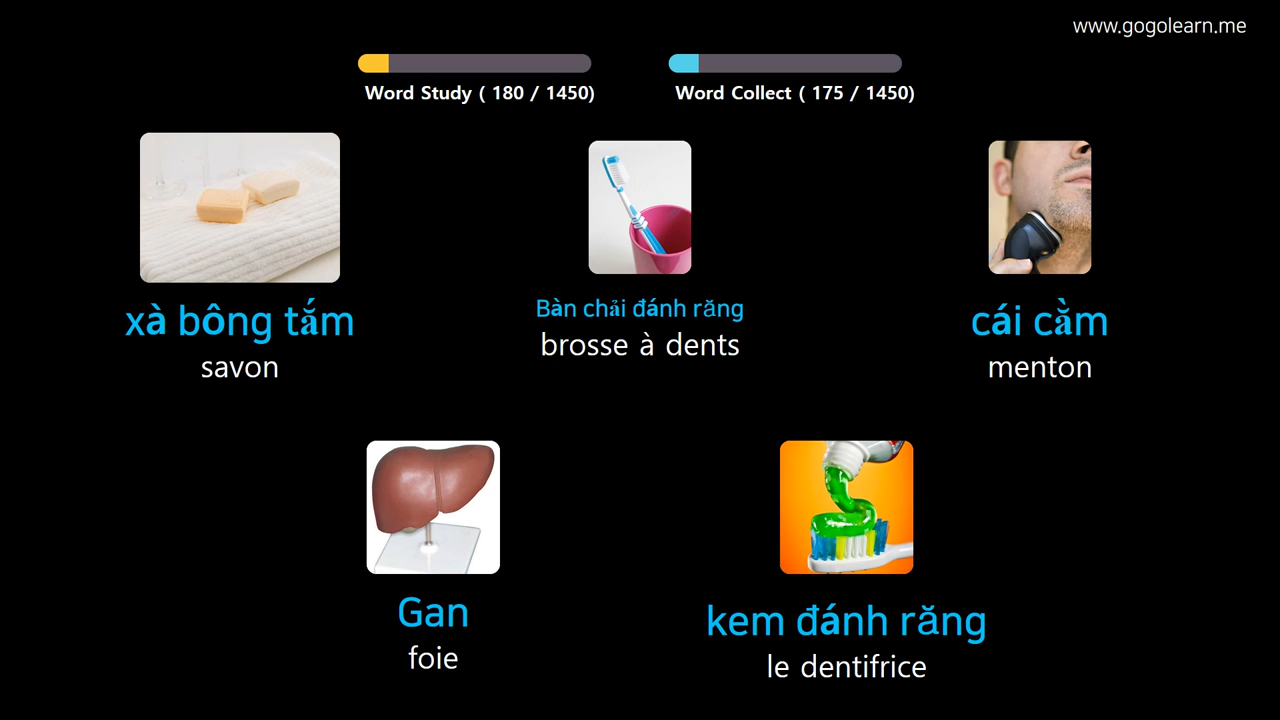 www.gogolearn.me
Word Study ( 180 / 1450)
Word Collect ( 175 / 1450)
xà bông tắm
savon
Bàn chải đánh răng
brosse à dents
cái cằm
menton
Gan
foie
kem đánh răng
le dentifrice